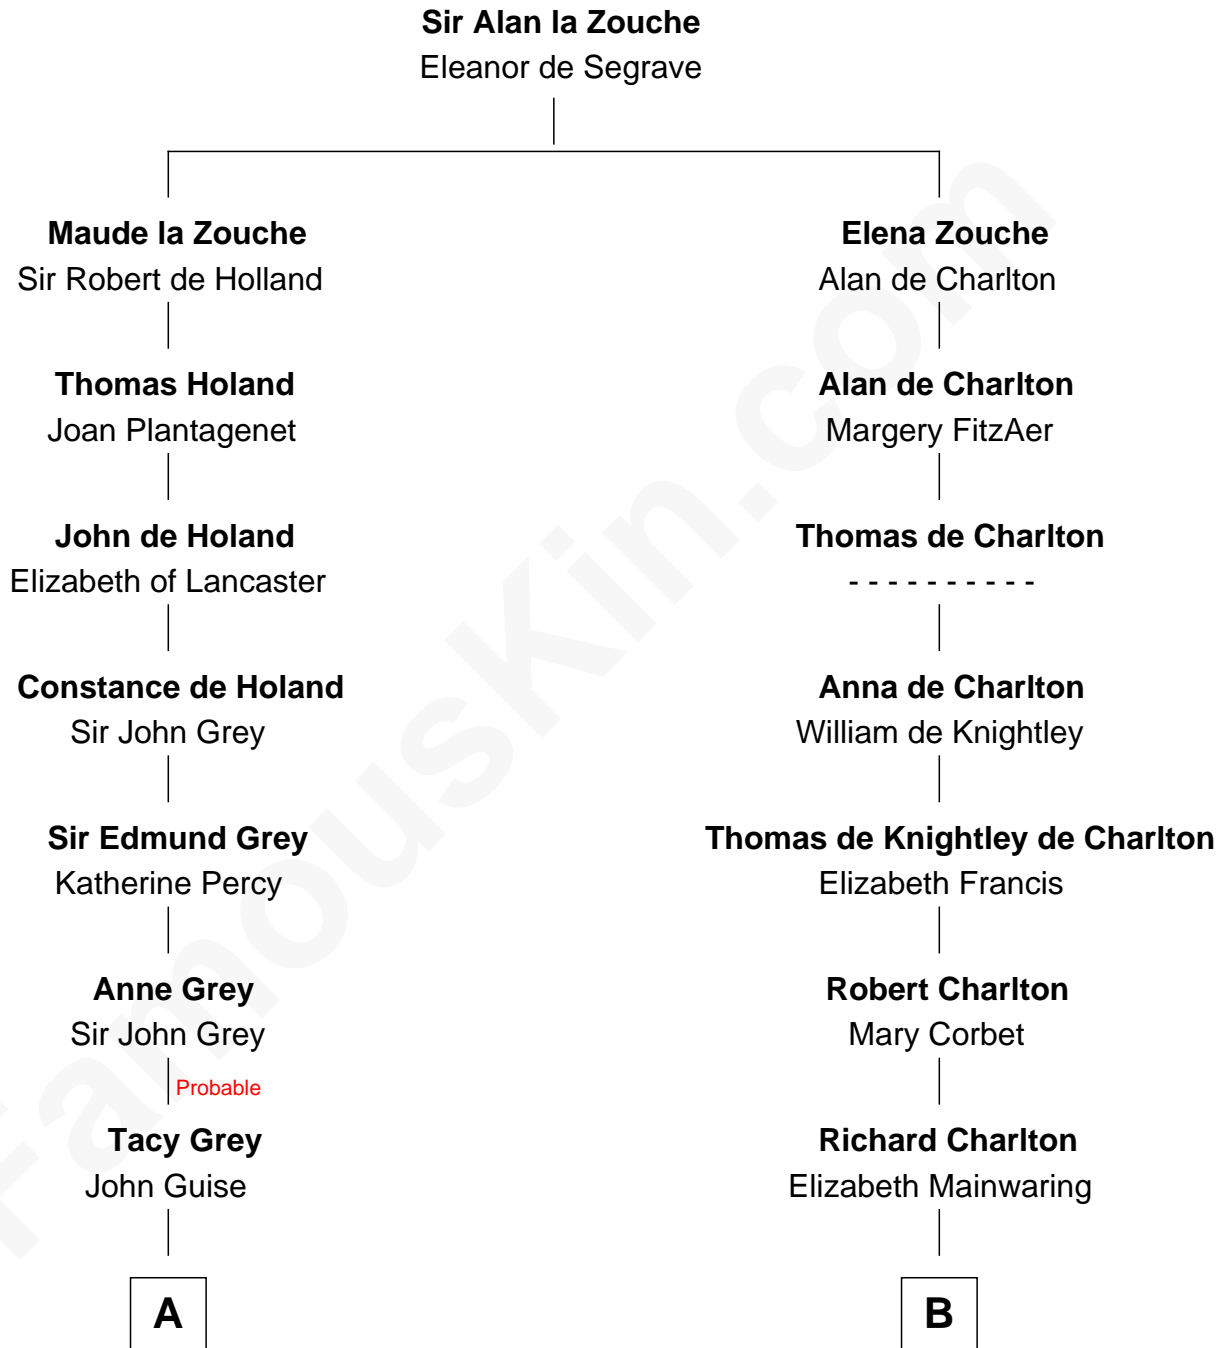 Sir Alan la Zouche
Eleanor de Segrave
Maude la Zouche
Sir Robert de Holland
Elena Zouche
Alan de Charlton
Thomas Holand
Joan Plantagenet
Alan de Charlton
Margery FitzAer
John de Holand
Elizabeth of Lancaster
Thomas de Charlton
- - - - - - - - - -
Constance de Holand
Sir John Grey
Anna de Charlton
William de Knightley
Sir Edmund Grey
Katherine Percy
Thomas de Knightley de Charlton
Elizabeth Francis
Anne Grey
Sir John Grey
Robert Charlton
Mary Corbet
Probable
Tacy Grey
John Guise
Richard Charlton
Elizabeth Mainwaring
A
B
FamousKin.com